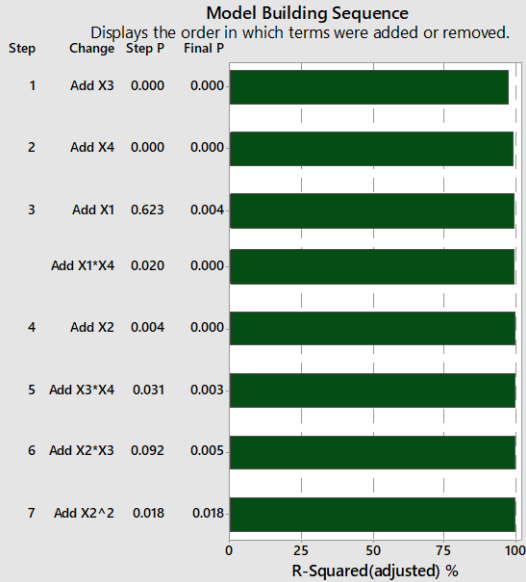 Model Building Sequence
Displays the order in which terms were added or removed.
Step Change Step P Final P
1 Add X3 0.000 0.000
2 Add X4 0.000 0.000
3 Add X1 0.623 0.004
Add X1*X4 0.020 0.000
4 Add X2 0.004 0.000
5 Add X3*X4 0.031 0.003
6 Add X2*X3 0.092 0.005
7 Add X2^2 0.018 0.018
0 25 50 75 100
R-Squared(adjusted) %